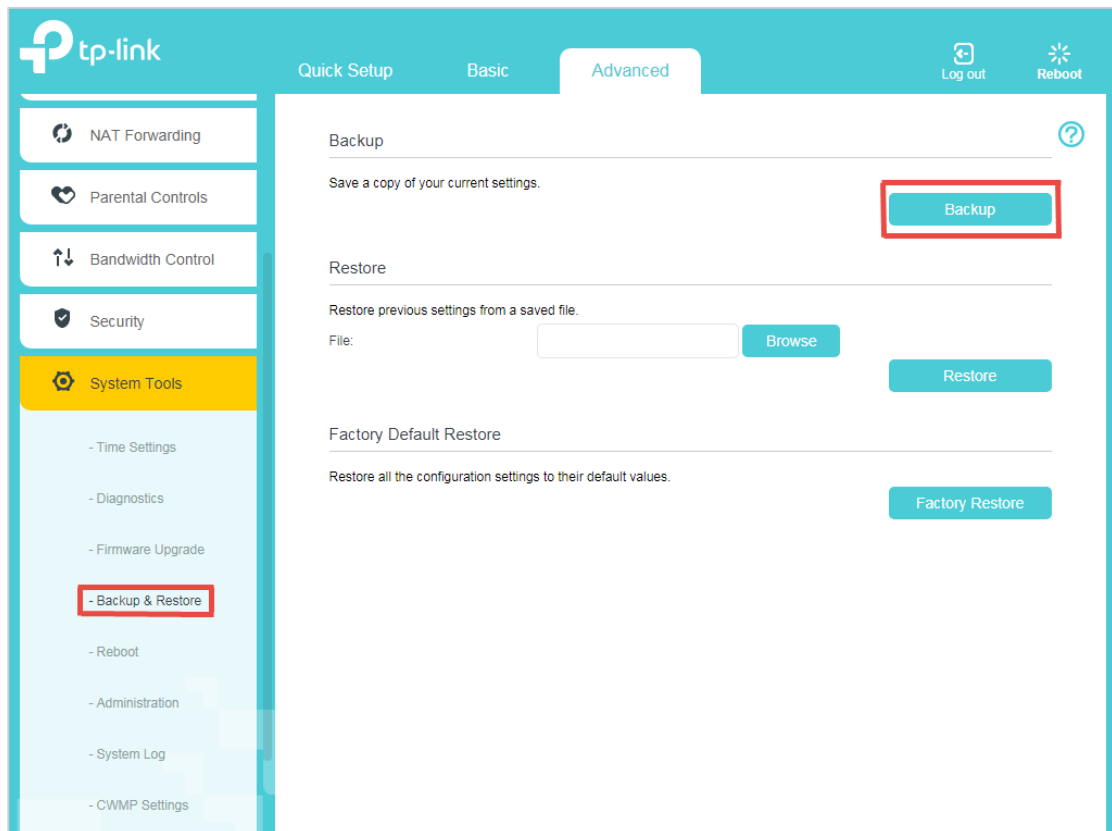 tp-link
Quick Setup
Basic
Advanced
Log out
Reboot
NAT Forwarding
Parental Controls
Bandwidth Control
Security
System Tools
- Time Settings
- Diagnostics
- Firmware Upgrade
- Backup & Restore
- Reboot
- Administration
- System Log
- CWMP Settings
Backup
Save a copy of your current settings.
Backup
Restore
Restore previous settings from a saved file.
File:
Browse
Restore
Factory Default Restore
Restore all the configuration settings to their default values.
Factory Restore